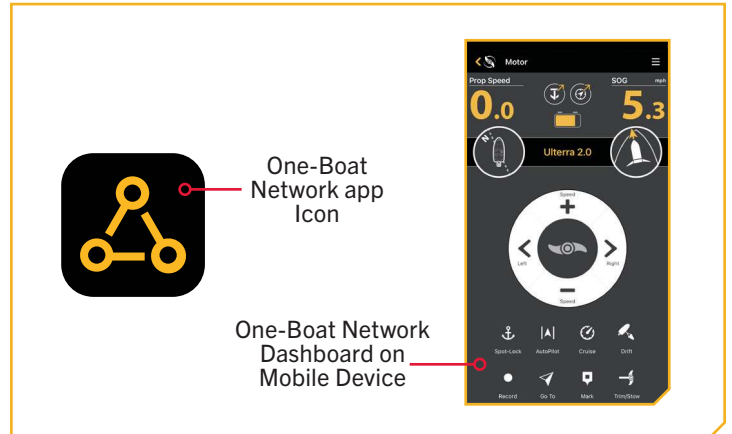 Motor
Prop Speed
SOG mph
0.0
5.3
N
Ulterra 2.0
One-Boat
Network app
Icon
Speed
Left
Right
Speed
One-Boat Network
Dashboard on
Mobile Device
Spot-Lock AutoPilot Cruise Drift
Record Go To Mark Trim/Stow